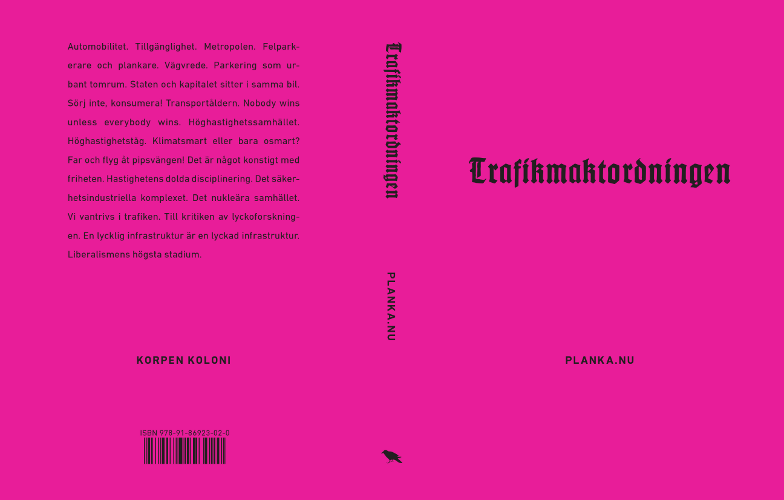 Automobilitet. Tillgänglighet. Metropolen. Felpark-
erare och plankare. Vägvrede. Parkering som ur-
bant tomrum. Staten och kapitalet sitter i samma bil.
Sörj inte, konsumera! Transportåldern. Nobody wins
unless everybody wins. Höghastighetssamhället.
Höghastighetståg. Klimatsmart eller bara osmart?
Far och flyg åt pipsvängen! Det är något konstigt med
friheten. Hastighetens dolda disciplinering. Det säker-
hetsindustriella komplexet. Det nukleära samhället.
Vi vantrivs i trafiken. Till kritiken av lyckoforskning-
en. En lycklig infrastruktur är en lyckad infrastruktur.
Liberalismens högsta stadium.
KORPEN KOLONI
ISBN 978-91-86923-02-0
Trafikmaktordningen
PLANKA.NU
Trafikmaktordningen
PLANKA.NU